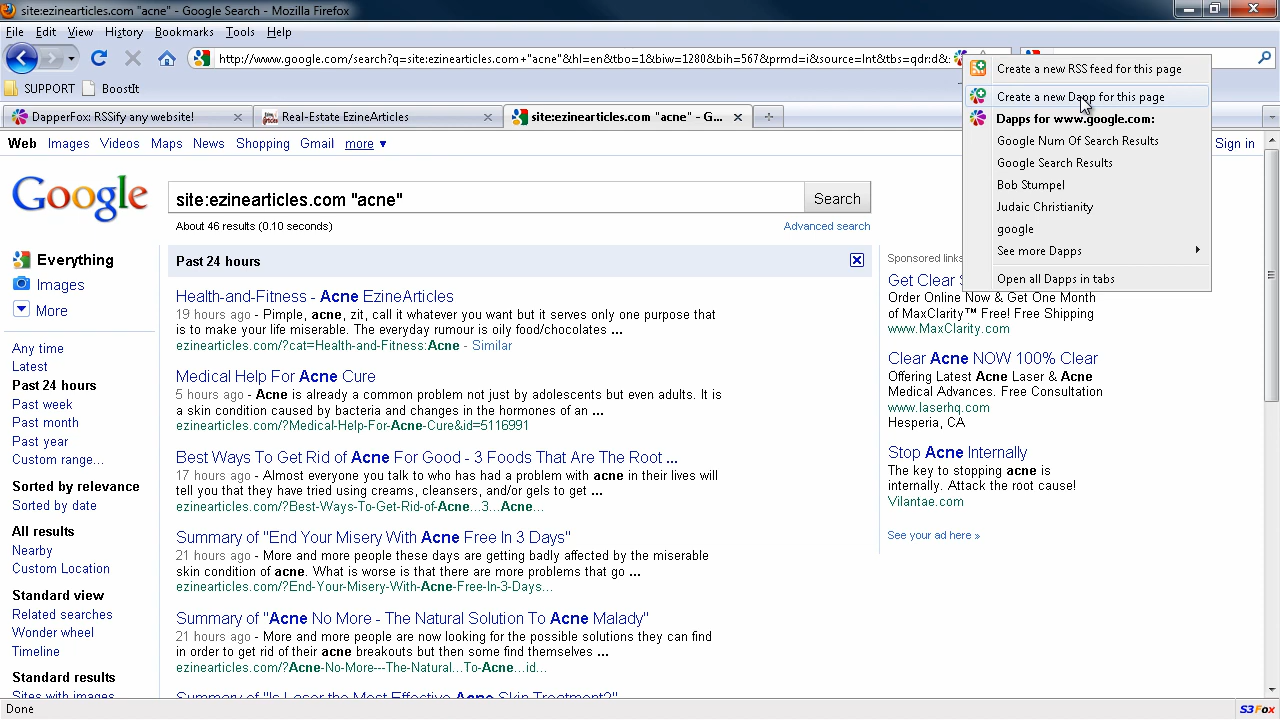 site:ezinearticles.com "acne" - Google Search - Mozilla Firefox
File Edit View History Bookmarks Tools Help
http://www.google.com/search?q=site:ezinearticles.com+"acne"&hl=en&tbo=1&biw=1280&bih=567&prmd=i&source=lnt&tbs=qdr:d&
SUPPORT BoostIt
DapperFox: RSSify any website!
Real-Estate EzineArticles
site:ezinearticles.com "acne" - G...
Web Images Videos Maps News Shopping Gmail more
Sign in
Create a new RSS feed for this page
Create a new Dapp for this page
Dapps for www.google.com:
Google Num Of Search Results
Google Search Results
Bob Stumpel
Judaic Christianity
google
See more Dapps
Open all Dapps in tabs
Google
site:ezinearticles.com "acne"
Search
About 46 results (0.10 seconds)
Advanced search
Everything
Images
More
Any time
Latest
Past 24 hours
Past week
Past month
Past year
Custom range...
Sorted by relevance
Sorted by date
All results
Nearby
Custom Location
Standard view
Related searches
Wonder wheel
Timeline
Standard results
Sites with images
Past 24 hours
Health-and-Fitness - Acne EzineArticles
19 hours ago - Pimple, acne, zit, call it whatever you want but it serves only one purpose that
is to make your life miserable. The everyday rumour is oily food/chocolates ...
ezinearticles.com/?cat=Health-and-Fitness:Acne - Similar
Medical Help For Acne Cure
5 hours ago - Acne is already a common problem not just by adolescents but even adults. It is
a skin condition caused by bacteria and changes in the hormones of an ...
ezinearticles.com/?Medical-Help-For-Acne-Cure&id=5116991
Best Ways To Get Rid of Acne For Good - 3 Foods That Are The Root ...
17 hours ago - Almost everyone you talk to who has had a problem with acne in their lives will
tell you that they have tried using creams, cleansers, and/or gels to get ...
ezinearticles.com/?Best-Ways-To-Get-Rid-of-Acne...3...Acne...
Summary of "End Your Misery With Acne Free In 3 Days"
21 hours ago - More and more people these days are getting badly affected by the miserable
skin condition of acne. What is worse is that there are more problems that go ...
ezinearticles.com/?End-Your-Misery-With-Acne-Free-In-3-Days...
Summary of "Acne No More - The Natural Solution To Acne Malady"
21 hours ago - More and more people are now looking for the possible solutions they can find
in order to get rid of their acne breakouts but then some find themselves ...
ezinearticles.com/?Acne-No-More---The-Natural...To-Acne...id...
Summary of "Is Laser the Most Effective Acne Skin Treatment?"
Sponsored links
Get Clear S
Order Online Now & Get One Month
of MaxClarity™ Free! Free Shipping
www.MaxClarity.com
Clear Acne NOW 100% Clear
Offering Latest Acne Laser & Acne
Medical Advances. Free Consultation
www.laserhq.com
Hesperia, CA
Stop Acne Internally
The key to stopping acne is
internally. Attack the root cause!
Vilantae.com
See your ad here »
Done
S3Fox